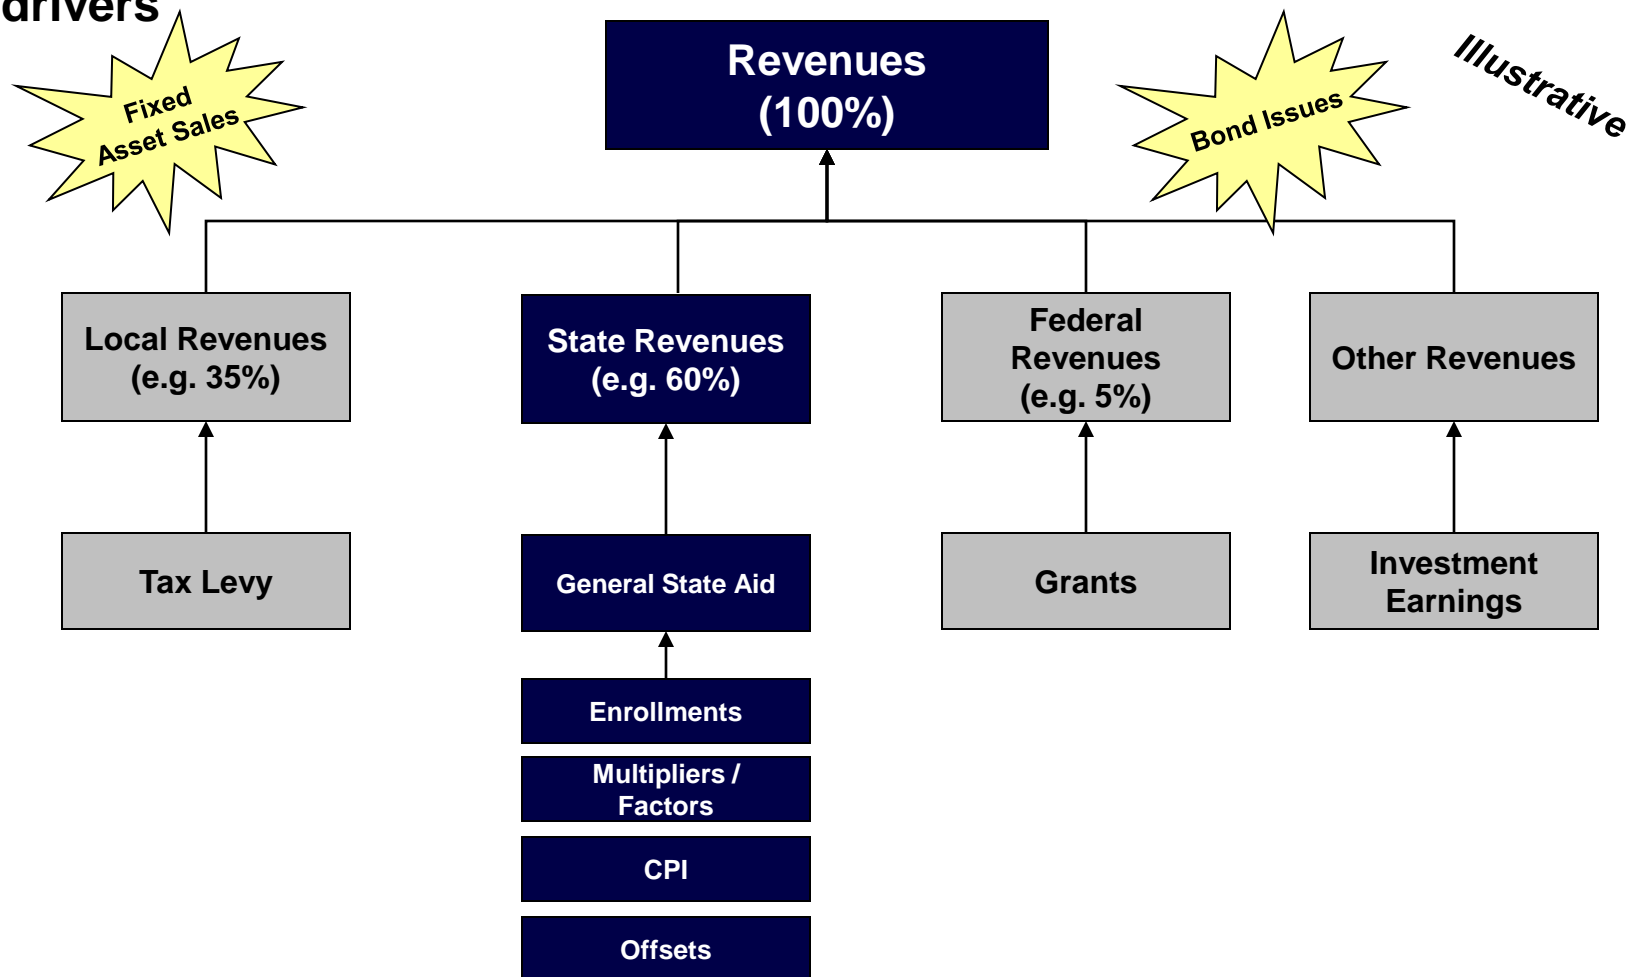 drivers
Fixed
Asset Sales
Revenues
(100%)
Bond Issues
Illustrative
Local Revenues
(e.g. 35%)
State Revenues
(e.g. 60%)
Federal
Revenues
(e.g. 5%)
Other Revenues
Tax Levy
General State Aid
Grants
Investment
Earnings
Enrollments
Multipliers /
Factors
CPI
Offsets